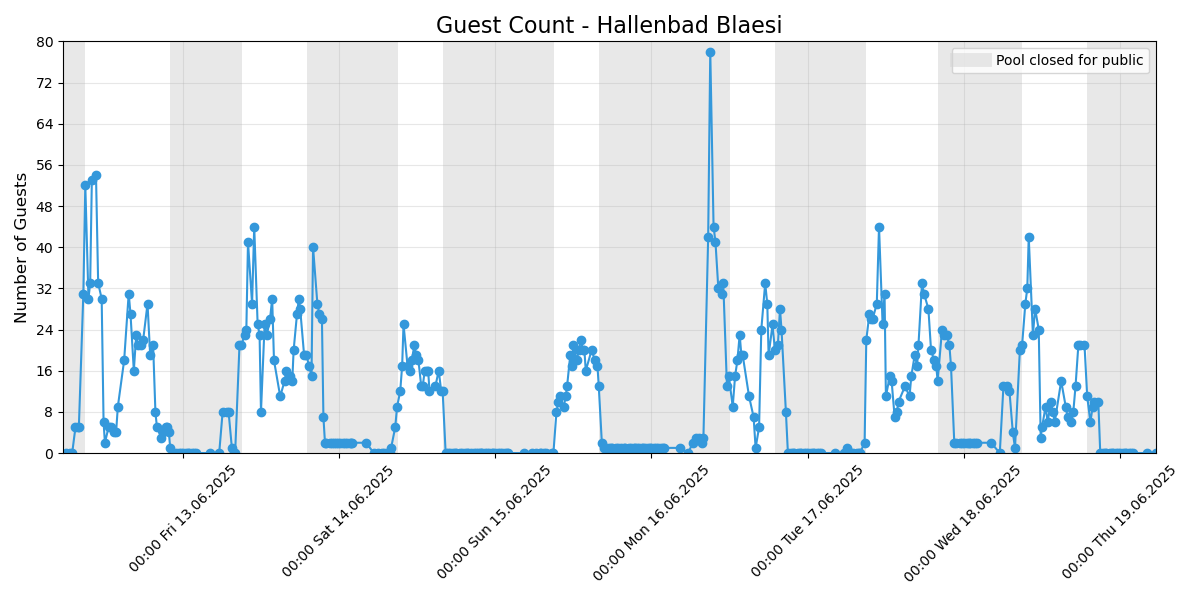 Guest Count - Hallenbad Blaesi
Pool closed for public
Number of Guests
80
72
64
56
48
40
32
24
16
8
0
00:00 Fri 13.06.2025
00:00 Sat 14.06.2025
00:00 Sun 15.06.2025
00:00 Mon 16.06.2025
00:00 Tue 17.06.2025
00:00 Wed 18.06.2025
00:00 Thu 19.06.2025